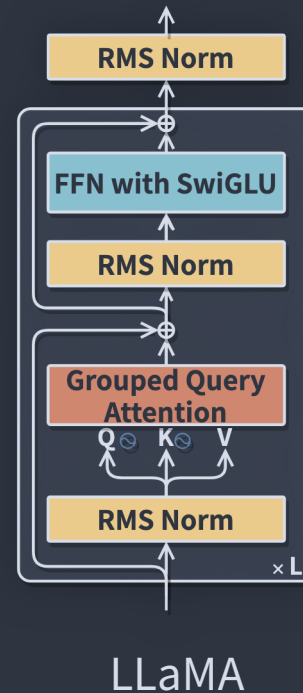 RMS Norm
FFN with SwiGLU
RMS Norm
Grouped Query
Attention
Q K V
RMS Norm
× L
LLaMA